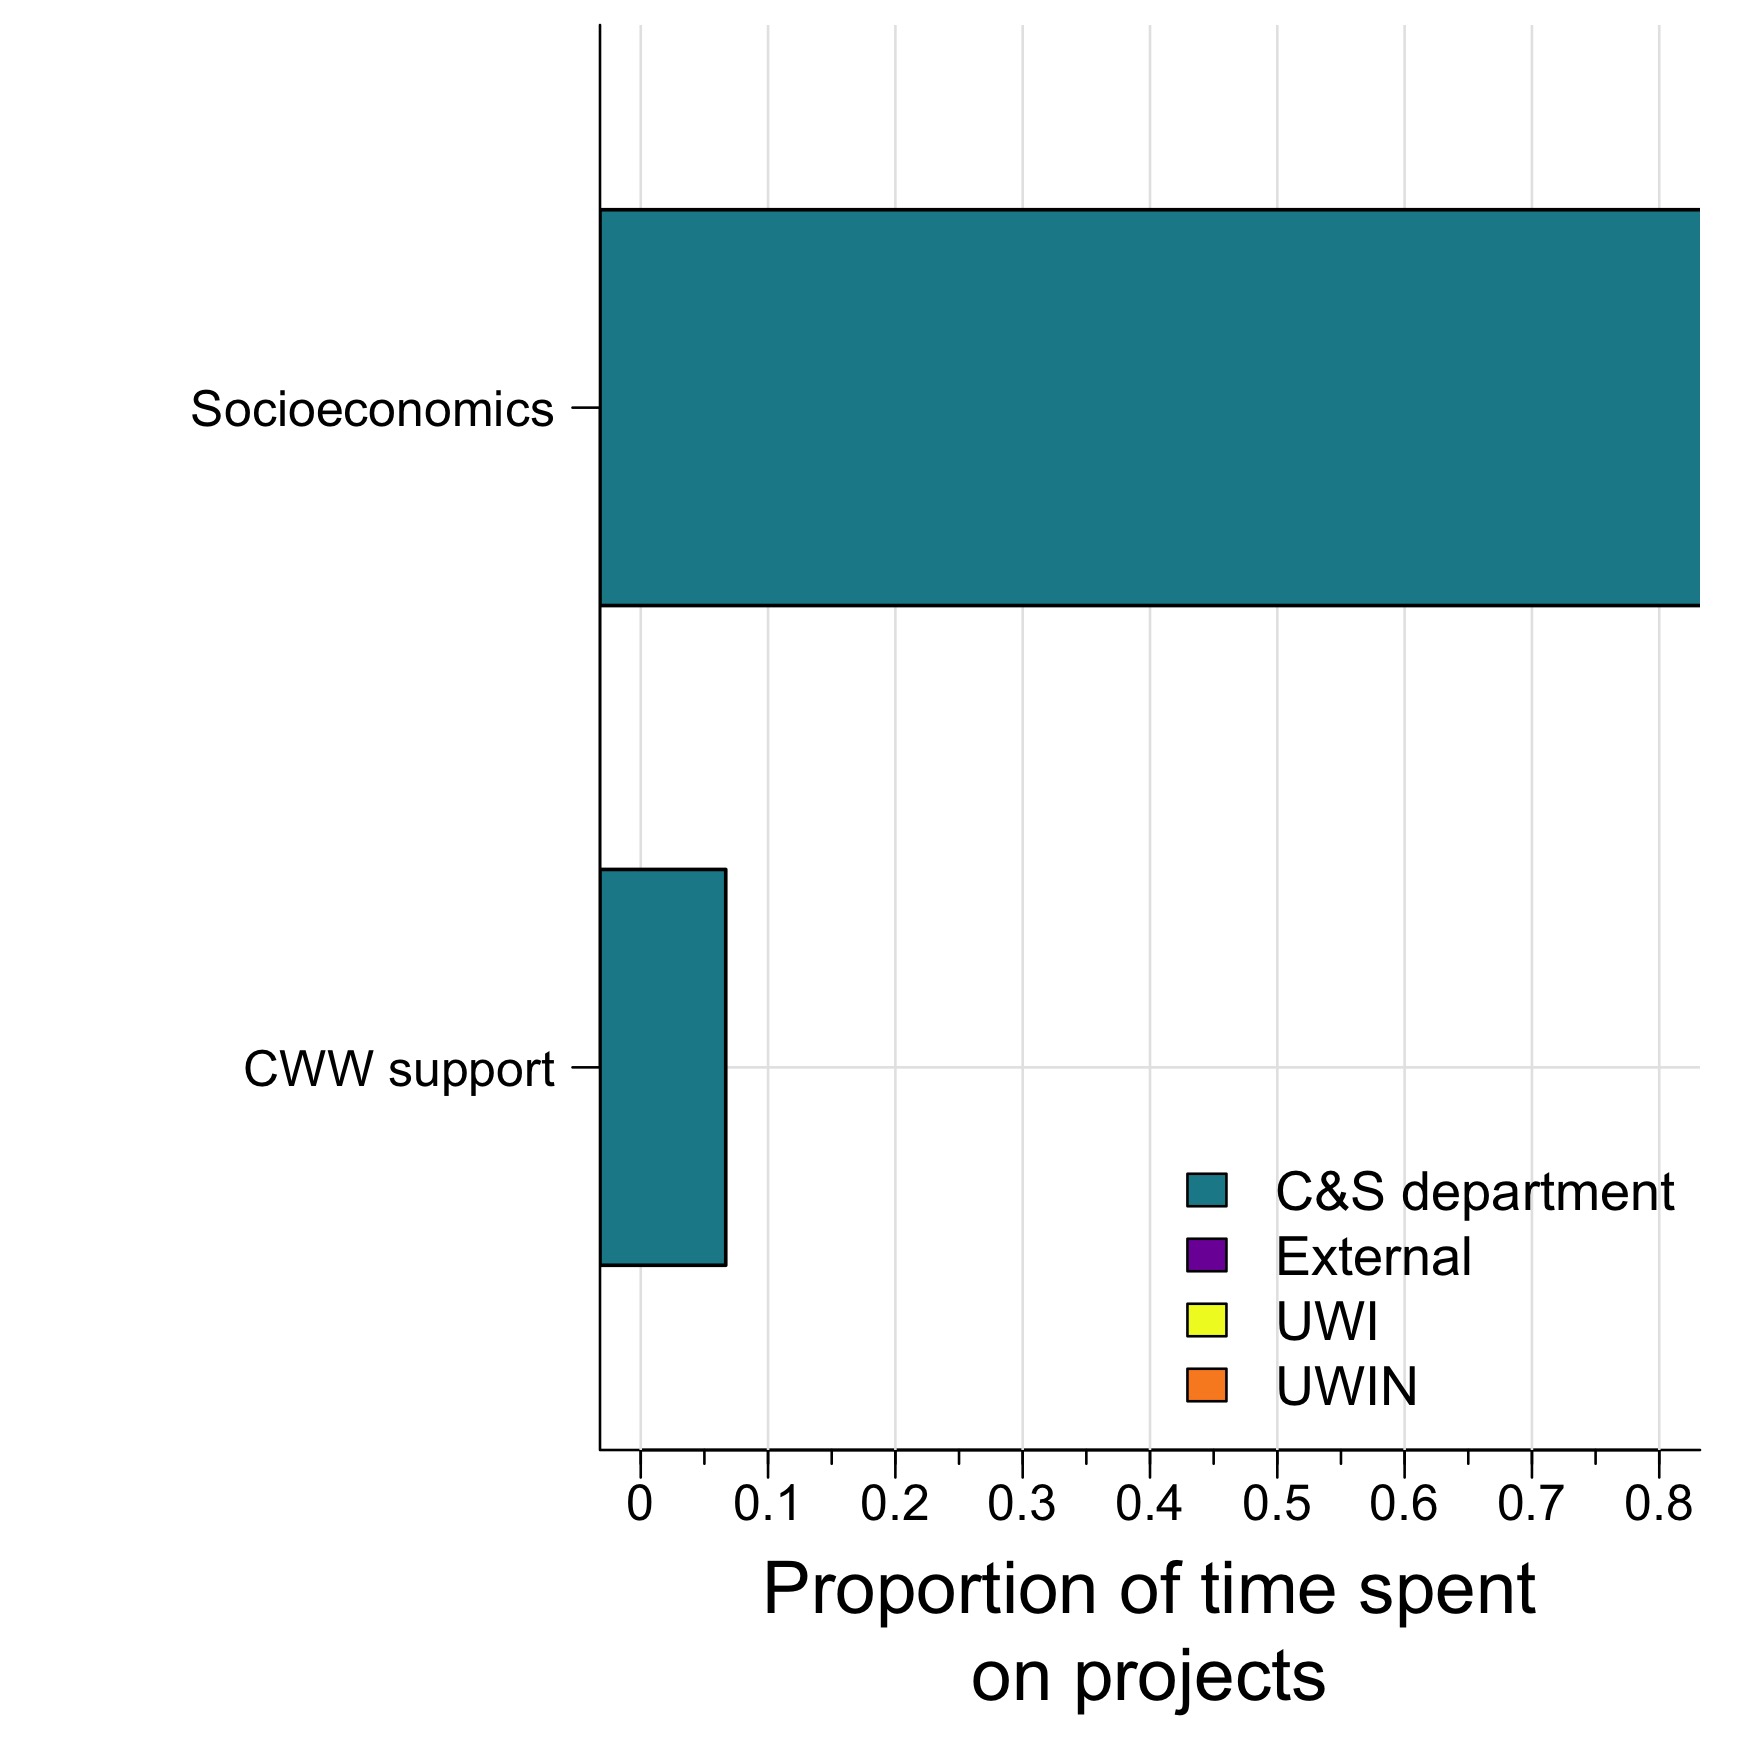 Socioeconomics
CWW support
C&S department
External
UWI
UWIN
0 0.1 0.2 0.3 0.4 0.5 0.6 0.7 0.8
Proportion of time spent
on projects